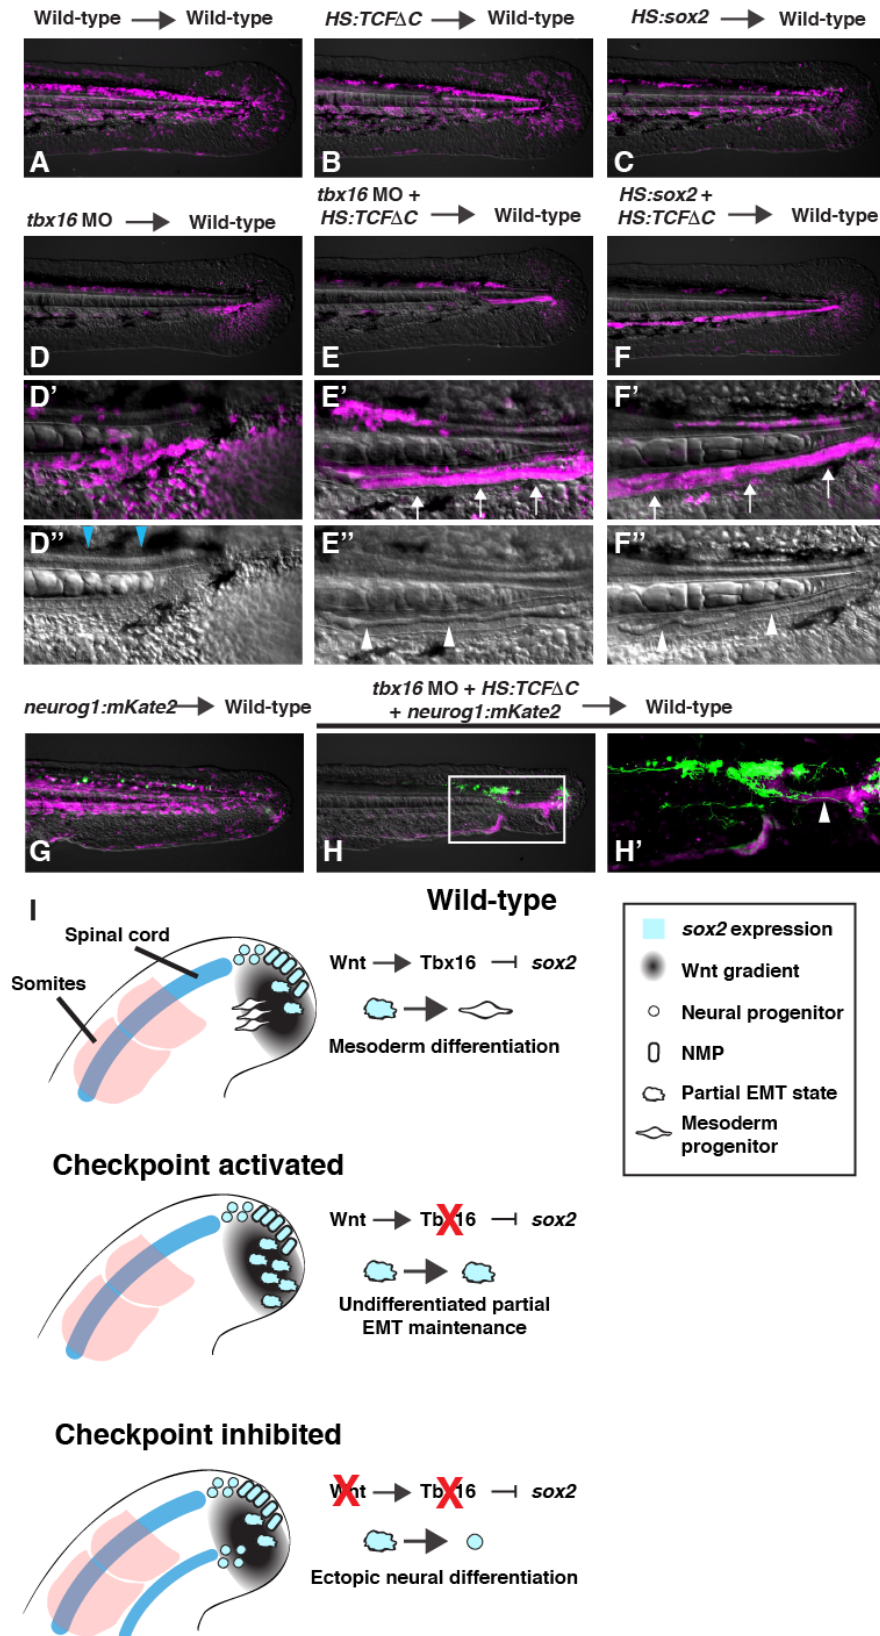 Wild-type → Wild-type
HS:TCFΔC → Wild-type
HS:sox2 → Wild-type
A
B
C
tbx16 MO → Wild-type
tbx16 MO +
HS:TCFΔC → Wild-type
HS:sox2 +
HS:TCFΔC → Wild-type
D
E
F
D’
E’
F’
D”
E”
F”
neurog1:mKate2 → Wild-type
tbx16 MO + HS:TCFΔC
+ neurog1:mKate2 → Wild-type
G
H
H’
I
Wild-type
Spinal cord
Somites
Wnt → Tbx16 ⊣ sox2
Mesoderm differentiation
sox2 expression
Wnt gradient
Neural progenitor
NMP
Partial EMT state
Mesoderm
progenitor
Checkpoint activated
Wnt → Tbx16 ⊣ sox2
Undifferentiated partial
EMT maintenance
Checkpoint inhibited
Wnt → Tbx16 ⊣ sox2
Ectopic neural differentiation